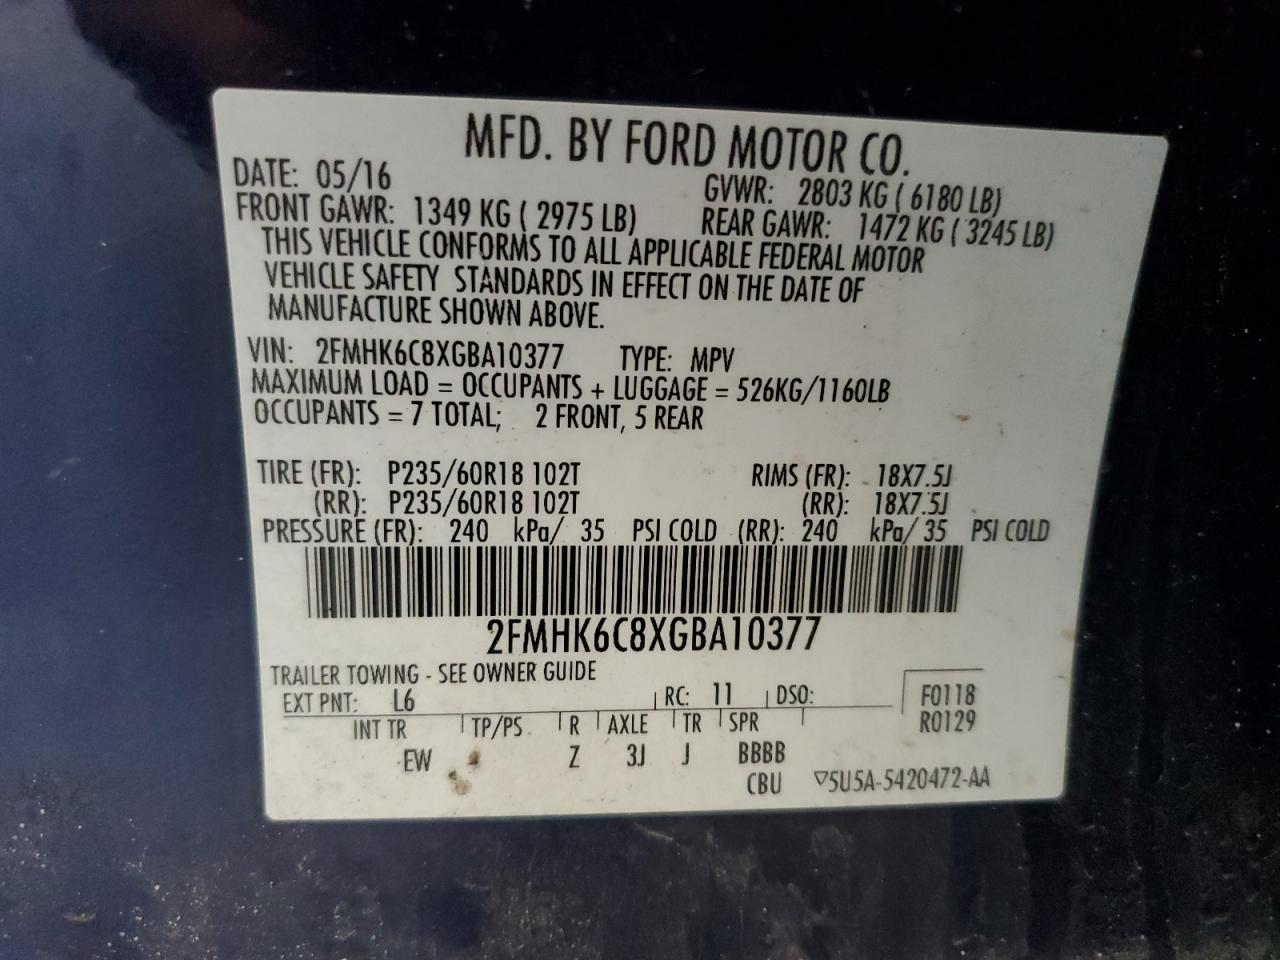 MFD. BY FORD MOTOR CO.
DATE: 05/16 GVWR: 2803 KG ( 6180 LB)
FRONT GAWR: 1349 KG ( 2975 LB) REAR GAWR: 1472 KG ( 3245 LB)
THIS VEHICLE CONFORMS TO ALL APPLICABLE FEDERAL MOTOR
VEHICLE SAFETY STANDARDS IN EFFECT ON THE DATE OF
MANUFACTURE SHOWN ABOVE.
VIN: 2FMHK6C8XGBA10377 TYPE: MPV
MAXIMUM LOAD = OCCUPANTS + LUGGAGE = 526KG/1160LB
OCCUPANTS = 7 TOTAL; 2 FRONT, 5 REAR
TIRE (FR): P235/60R18 102T RIMS (FR): 18X7.5J
(RR): P235/60R18 102T (RR): 18X7.5J
PRESSURE (FR): 240 kPa/ 35 PSI COLD (RR): 240 kPa/ 35 PSI COLD
2FMHK6C8XGBA10377
TRAILER TOWING - SEE OWNER GUIDE
EXT PNT: L6 RC: 11 DSO: F0118
INT TR TP/PS R AXLE TR SPR R0129
EW Z 3J J BBBB
CBU ▽5U5A-5420472-AA